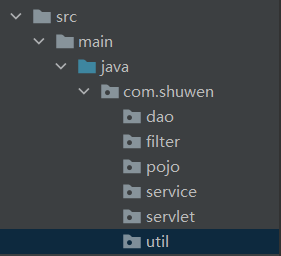 src
main
java
com.shuwen
dao
filter
pojo
service
servlet
util